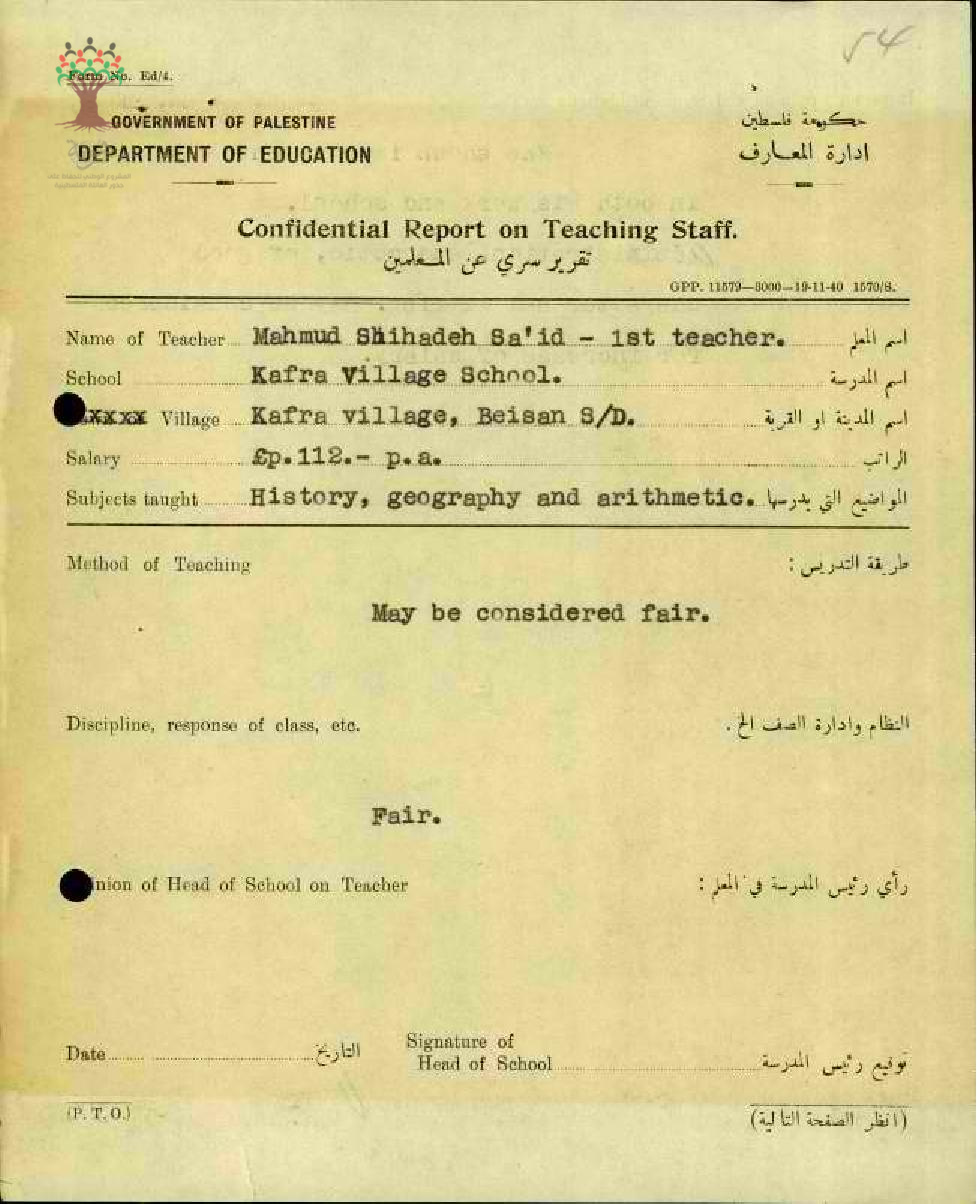 54
Form No. Ed/4.
GOVERNMENT OF PALESTINE
DEPARTMENT OF EDUCATION
حكومة فلسطين
ادارة المعارف
Confidential Report on Teaching Staff.
تقرير سري عن المعلمين
GPP. 11579—3000—19-11-40 1570/S.
Name of Teacher Mahmud Shihadeh Sa'id - 1st teacher. اسم المعلم
School Kafra Village School. اسم المدرسة
xxxx Village Kafra village, Beisan S/D. اسم المدينة او القرية
Salary £p.112.- p.a. الراتب
Subjects taught History, geography and arithmetic. المواضيع التي يدرسها
Method of Teaching طريقة التدريس :
May be considered fair.
Discipline, response of class, etc. النظام وادارة الصف الخ .
Fair.
nion of Head of School on Teacher رأي رئيس المدرسة في المعلم :
Date التاريخ
Signature of
Head of School توقيع رئيس المدرسة
(P. T. O.) (انظر الصفحة التالية)